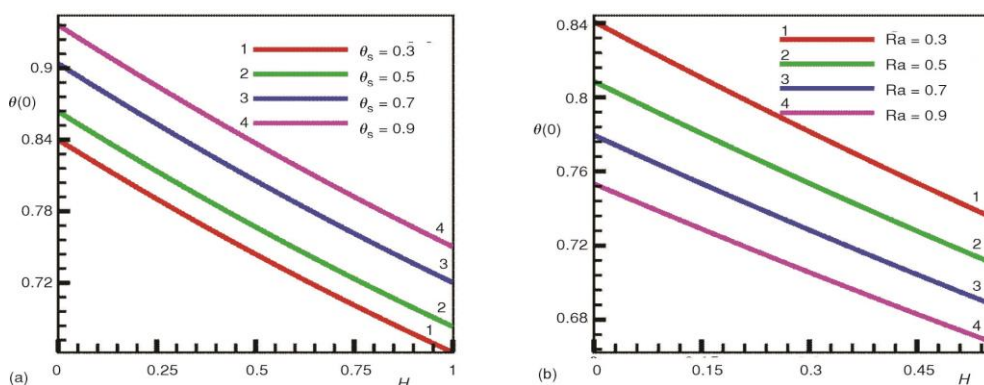 1 θs = 0.3
2 θs = 0.5
3 θs = 0.7
4 θs = 0.9
0.9
θ(0)
0.84
0.78
0.72
4
3
2
1
0 0.25 0.5 0.75 H 1
(a)
0.84
1 Ra = 0.3
2 Ra = 0.5
3 Ra = 0.7
4 Ra = 0.9
0.8
θ(0)
0.76
0.72
0.68
1
2
3
4
0 0.15 0.3 0.45 H
(b)